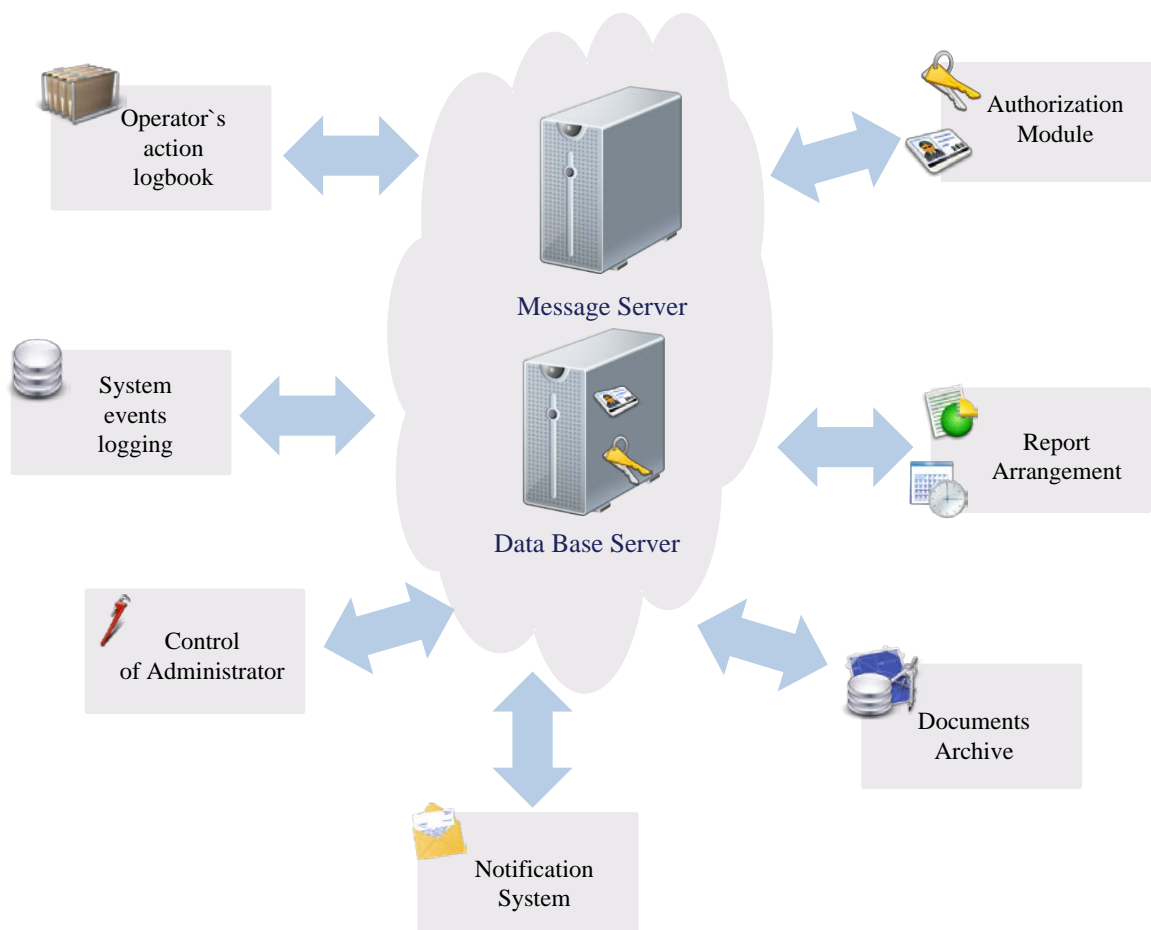 Operator`s
action
logbook
Authorization
Module
Message Server
System
events
logging
Report
Arrangement
Data Base Server
Control
of Administrator
Documents
Archive
Notification
System